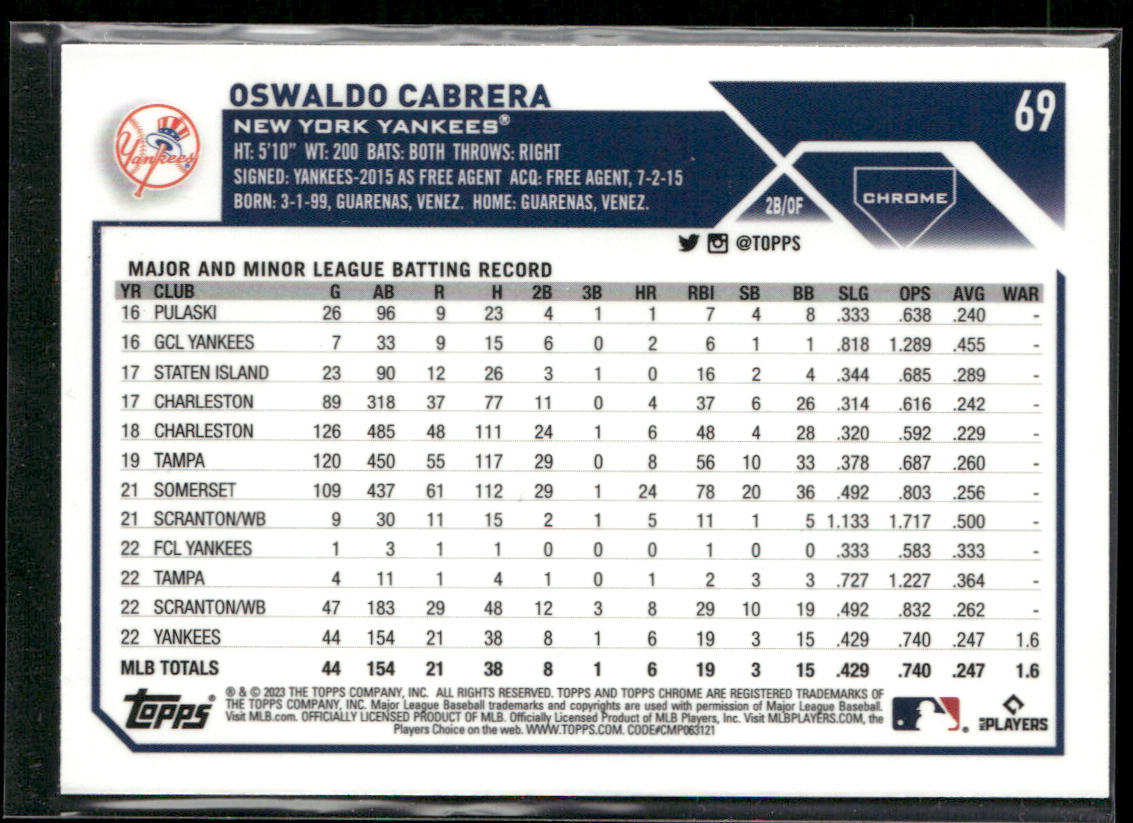 OSWALDO CABRERA
69
NEW YORK YANKEES®
HT: 5'10" WT: 200 BATS: BOTH THROWS: RIGHT
SIGNED: YANKEES-2015 AS FREE AGENT ACQ: FREE AGENT, 7-2-15
BORN: 3-1-99, GUARENAS, VENEZ. HOME: GUARENAS, VENEZ.
Yankees
2B/OF
CHROME
@TOPPS
MAJOR AND MINOR LEAGUE BATTING RECORD
YR CLUB G AB R H 2B 3B HR RBI SB BB SLG OPS AVG WAR
16 PULASKI 26 96 9 23 4 1 1 7 4 8 .333 .638 .240 -
16 GCL YANKEES 7 33 9 15 6 0 2 6 1 1 .818 1.289 .455 -
17 STATEN ISLAND 23 90 12 26 3 1 0 16 2 4 .344 .685 .289 -
17 CHARLESTON 89 318 37 77 11 0 4 37 6 26 .314 .616 .242 -
18 CHARLESTON 126 485 48 111 24 1 6 48 4 28 .320 .592 .229 -
19 TAMPA 120 450 55 117 29 0 8 56 10 33 .378 .687 .260 -
21 SOMERSET 109 437 61 112 29 1 24 78 20 36 .492 .803 .256 -
21 SCRANTON/WB 9 30 11 15 2 1 5 11 1 5 1.133 1.717 .500 -
22 FCL YANKEES 1 3 1 1 0 0 0 1 0 0 .333 .583 .333 -
22 TAMPA 4 11 1 4 1 0 1 2 3 3 .727 1.227 .364 -
22 SCRANTON/WB 47 183 29 48 12 3 8 29 10 19 .492 .832 .262 -
22 YANKEES 44 154 21 38 8 1 6 19 3 15 .429 .740 .247 1.6
MLB TOTALS 44 154 21 38 8 1 6 19 3 15 .429 .740 .247 1.6
Topps®
® & © 2023 THE TOPPS COMPANY, INC. ALL RIGHTS RESERVED. TOPPS AND TOPPS CHROME ARE REGISTERED TRADEMARKS OF
THE TOPPS COMPANY, INC. Major League Baseball trademarks and copyrights are used with permission of Major League Baseball.
Visit MLB.com. OFFICIALLY LICENSED PRODUCT OF MLB. Officially Licensed Product of MLB Players, Inc. Visit MLBPLAYERS.COM, the
Players Choice on the web. WWW.TOPPS.COM. CODE#CMP063121
MLB PLAYERS